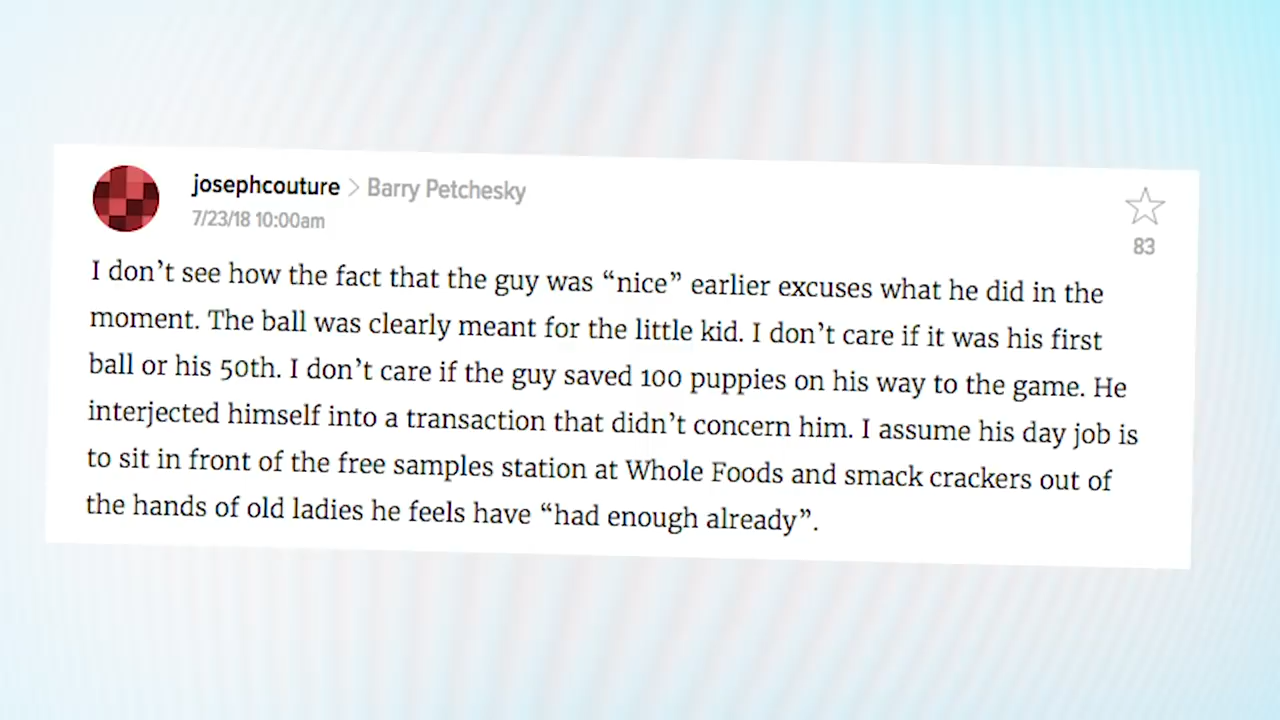 josephcouture > Barry Petchesky
7/23/18 10:00am
83
I don’t see how the fact that the guy was “nice” earlier excuses what he did in the
moment. The ball was clearly meant for the little kid. I don’t care if it was his first
ball or his 50th. I don’t care if the guy saved 100 puppies on his way to the game. He
interjected himself into a transaction that didn’t concern him. I assume his day job is
to sit in front of the free samples station at Whole Foods and smack crackers out of
the hands of old ladies he feels have “had enough already”.